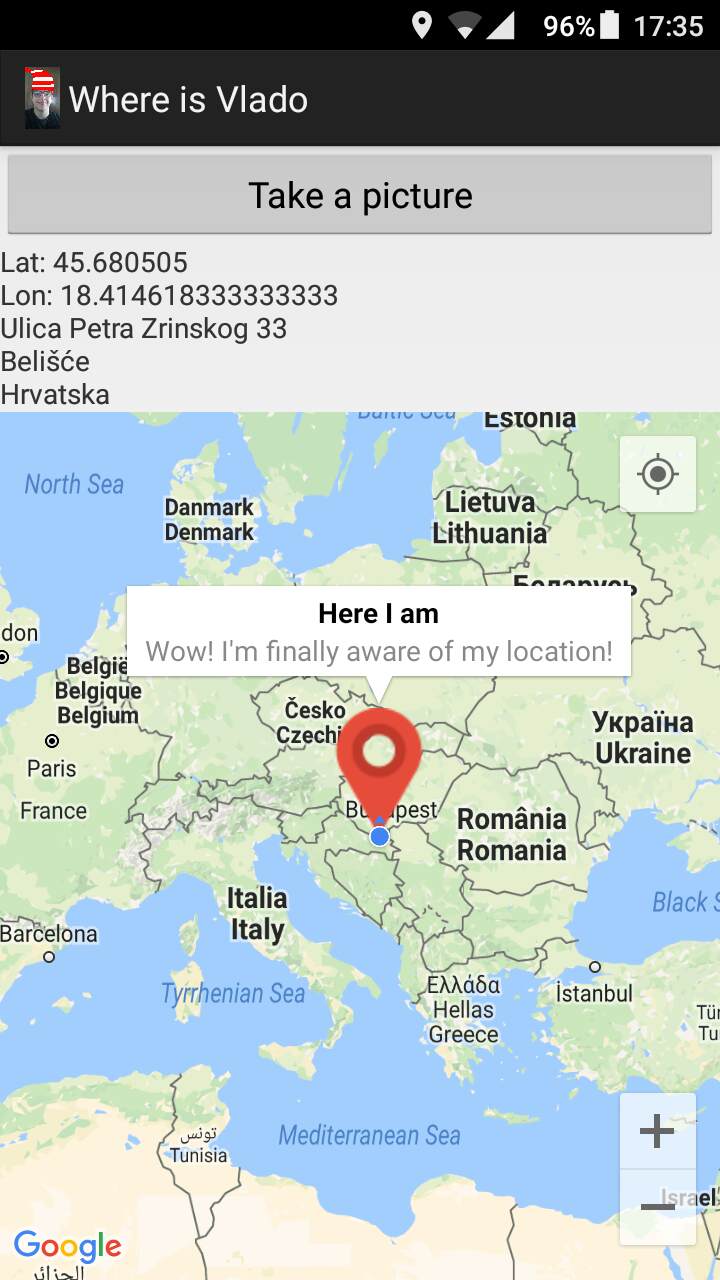 96% 17:35
Where is Vlado
Take a picture
Lat: 45.680505
Lon: 18.414618333333333
Ulica Petra Zrinskog 33
Belišće
Hrvatska
Baltic Sea
Estonia
North Sea
Danmark
Denmark
Lietuva
Lithuania
Беларусь
Here I am
Wow! I'm finally aware of my location!
don
België
Belgique
Belgium
Česko
Czechi
Paris
Україна
Ukraine
France
Budapest
România
Romania
Italia
Italy
Black S
Barcelona
Tyrrhenian Sea
Ελλάδα
Hellas
Greece
İstanbul
Tür
Tu
Mediterranean Sea
تونس
Tunisia
Israel
Google
الجزائر